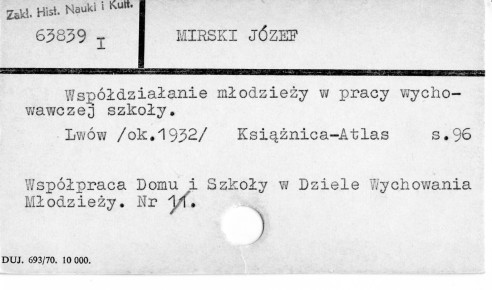 Zakł. Hist. Nauki i Kult.
63839 I
MIRSKI JÓZEF
Współdziałanie młodzieży w pracy wycho-
wawczej szkoły.
Lwów /ok.1932/ Książnica-Atlas s.96
Współpraca Domu i Szkoły w Dziele Wychowania
Młodzieży. Nr 11.
DUJ. 693/70. 10 000.